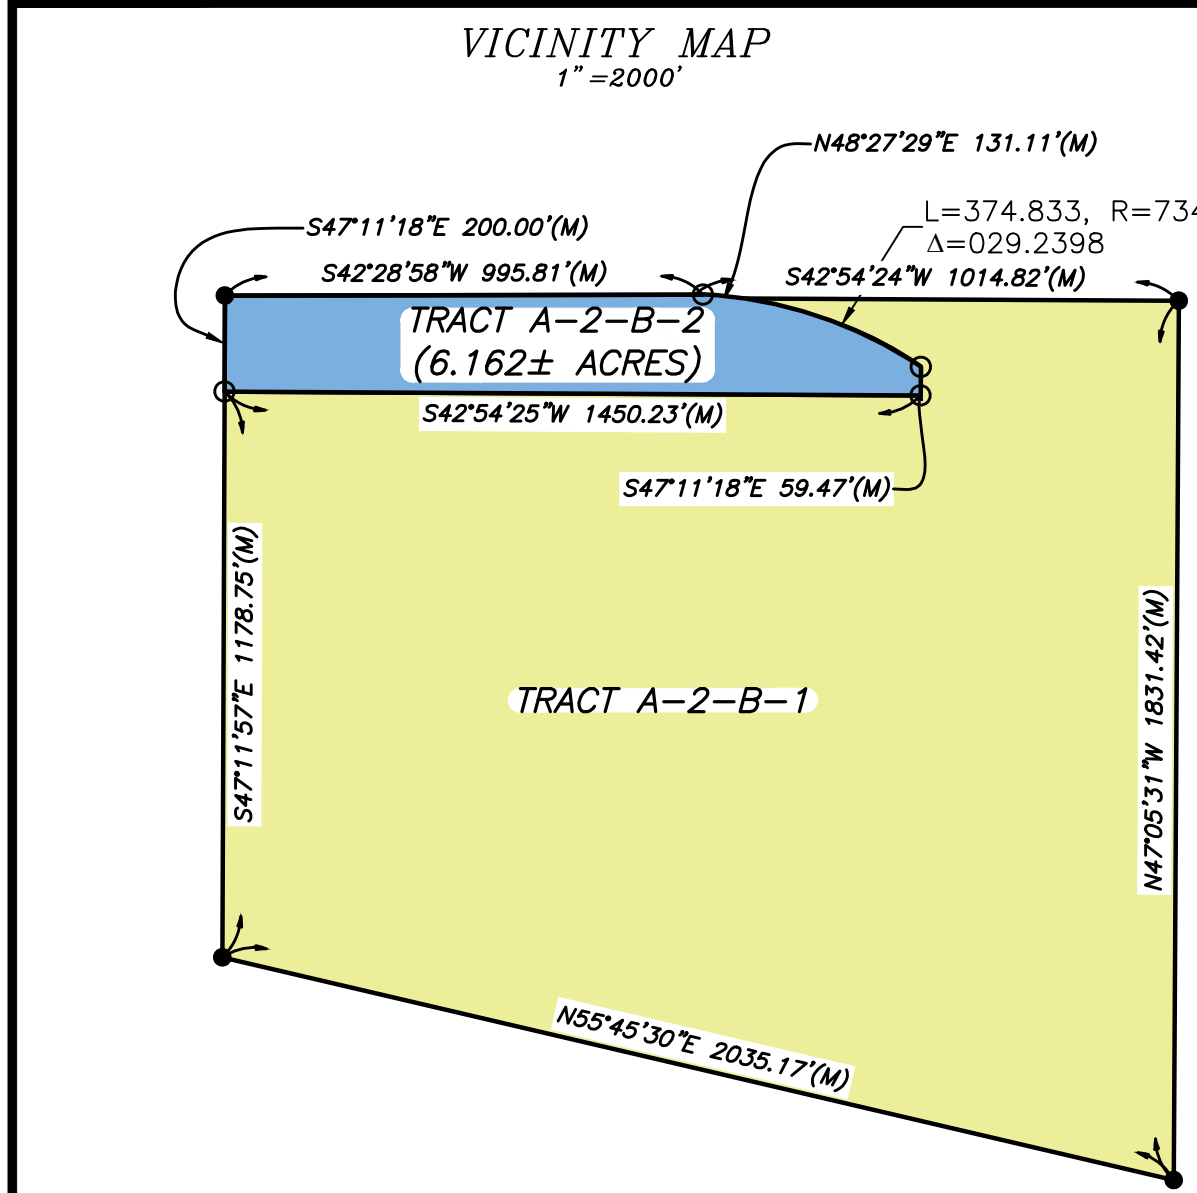 VICINITY MAP
1"=2000'
N48°27'29"E 131.11'(M)
L=374.833, R=734
Δ=029.2398
S47°11'18"E 200.00'(M)
S42°28'58"W 995.81'(M)
S42°54'24"W 1014.82'(M)
TRACT A-2-B-2
(6.162± ACRES)
S42°54'25"W 1450.23'(M)
S47°11'18"E 59.47'(M)
S47°11'57"E 1178.75'(M)
N47°05'31"W 1831.42'(M)
TRACT A-2-B-1
N55°45'30"E 2035.17'(M)